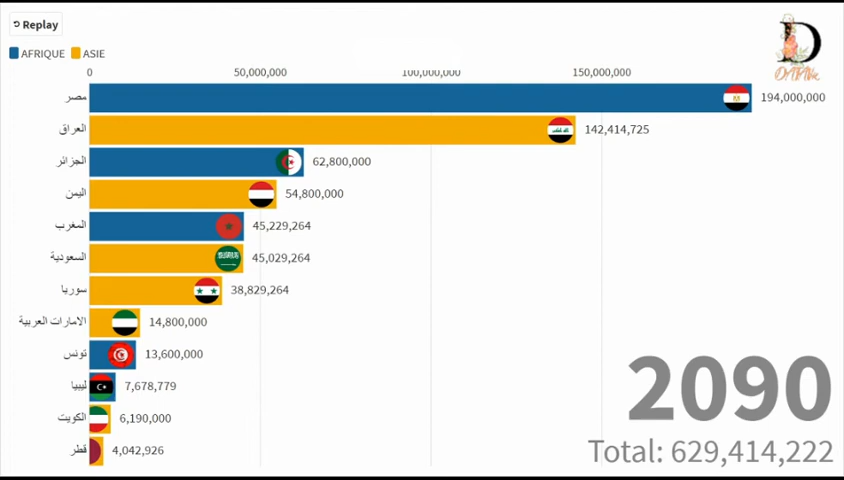 Replay
AFRIQUE ASIE
0 50,000,000 100,000,000 150,000,000
مصر 194,000,000
العراق 142,414,725
الجزائر 62,800,000
اليمن 54,800,000
المغرب 45,229,264
السعودية 45,029,264
سوريا 38,829,264
الامارات العربية 14,800,000
تونس 13,600,000
ليبيا 7,678,779
الكويت 6,190,000
قطر 4,042,926
2090
Total: 629,414,222